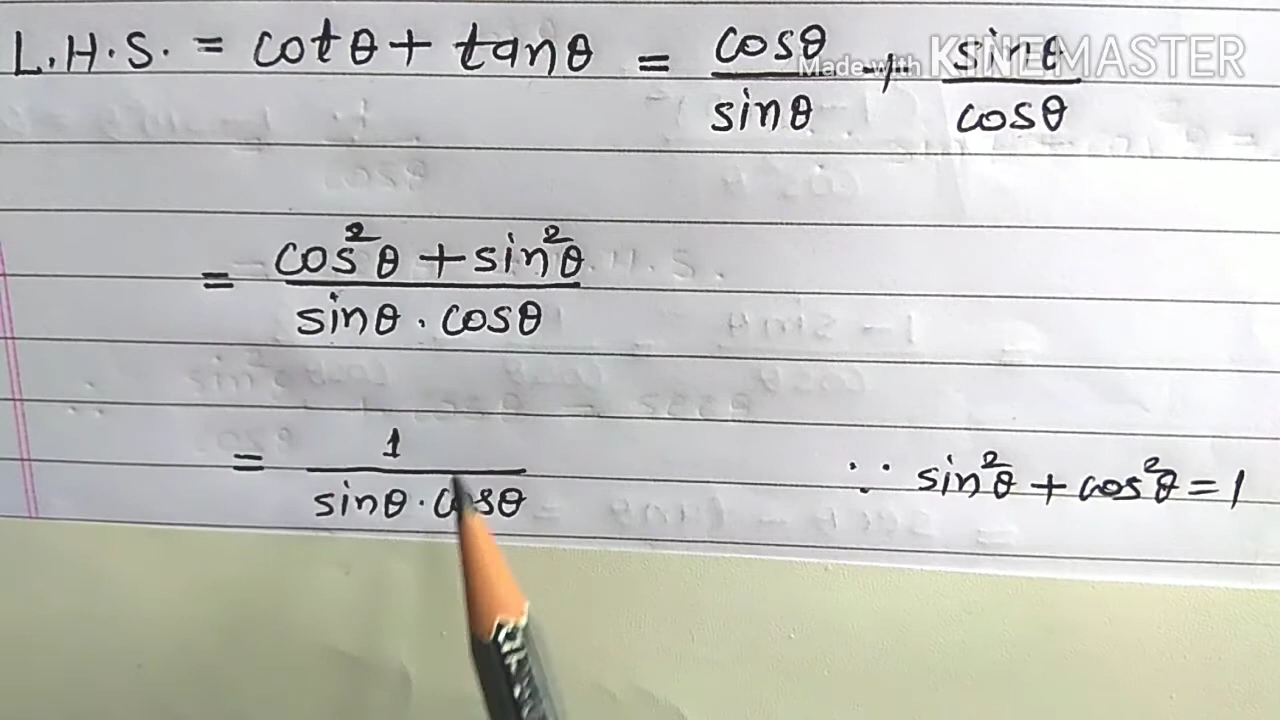 L.H.S. = cotθ + tanθ = cosθ/sinθ + sinθ/cosθ
Made with KINEMASTER
= cos²θ + sin²θ / sinθ . cosθ
= 1 / sinθ . cosθ ∵ sin²θ + cos²θ = 1